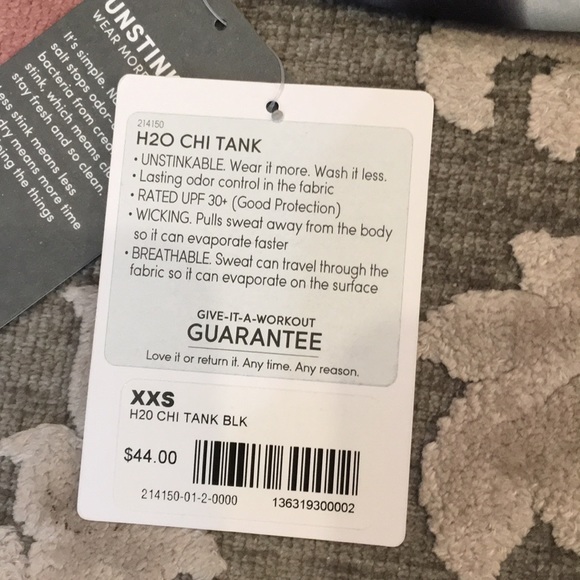 UNSTINK
WEAR MORE
It's simple. No
salt stops odor-
bacteria from crea
stink, which means
stay fresh and so clean.
less stink means less
dry means more time
the things
214150
H2O CHI TANK
• UNSTINKABLE. Wear it more. Wash it less.
• Lasting odor control in the fabric
• RATED UPF 30+ (Good Protection)
• WICKING. Pulls sweat away from the body
so it can evaporate faster
• BREATHABLE. Sweat can travel through the
fabric so it can evaporate on the surface
GIVE-IT-A-WORKOUT
GUARANTEE
Love it or return it. Any time. Any reason.
XXS
H20 CHI TANK BLK
$44.00
214150-01-2-0000
136319300002